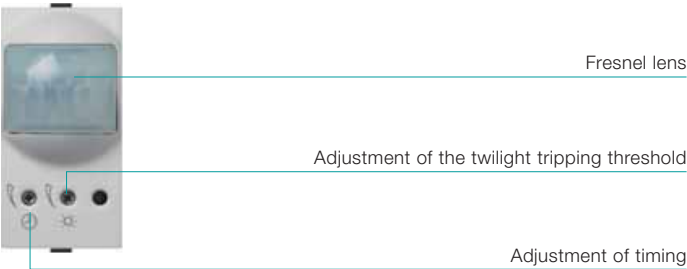 Fresnel lens
Adjustment of the twilight tripping threshold
Adjustment of timing